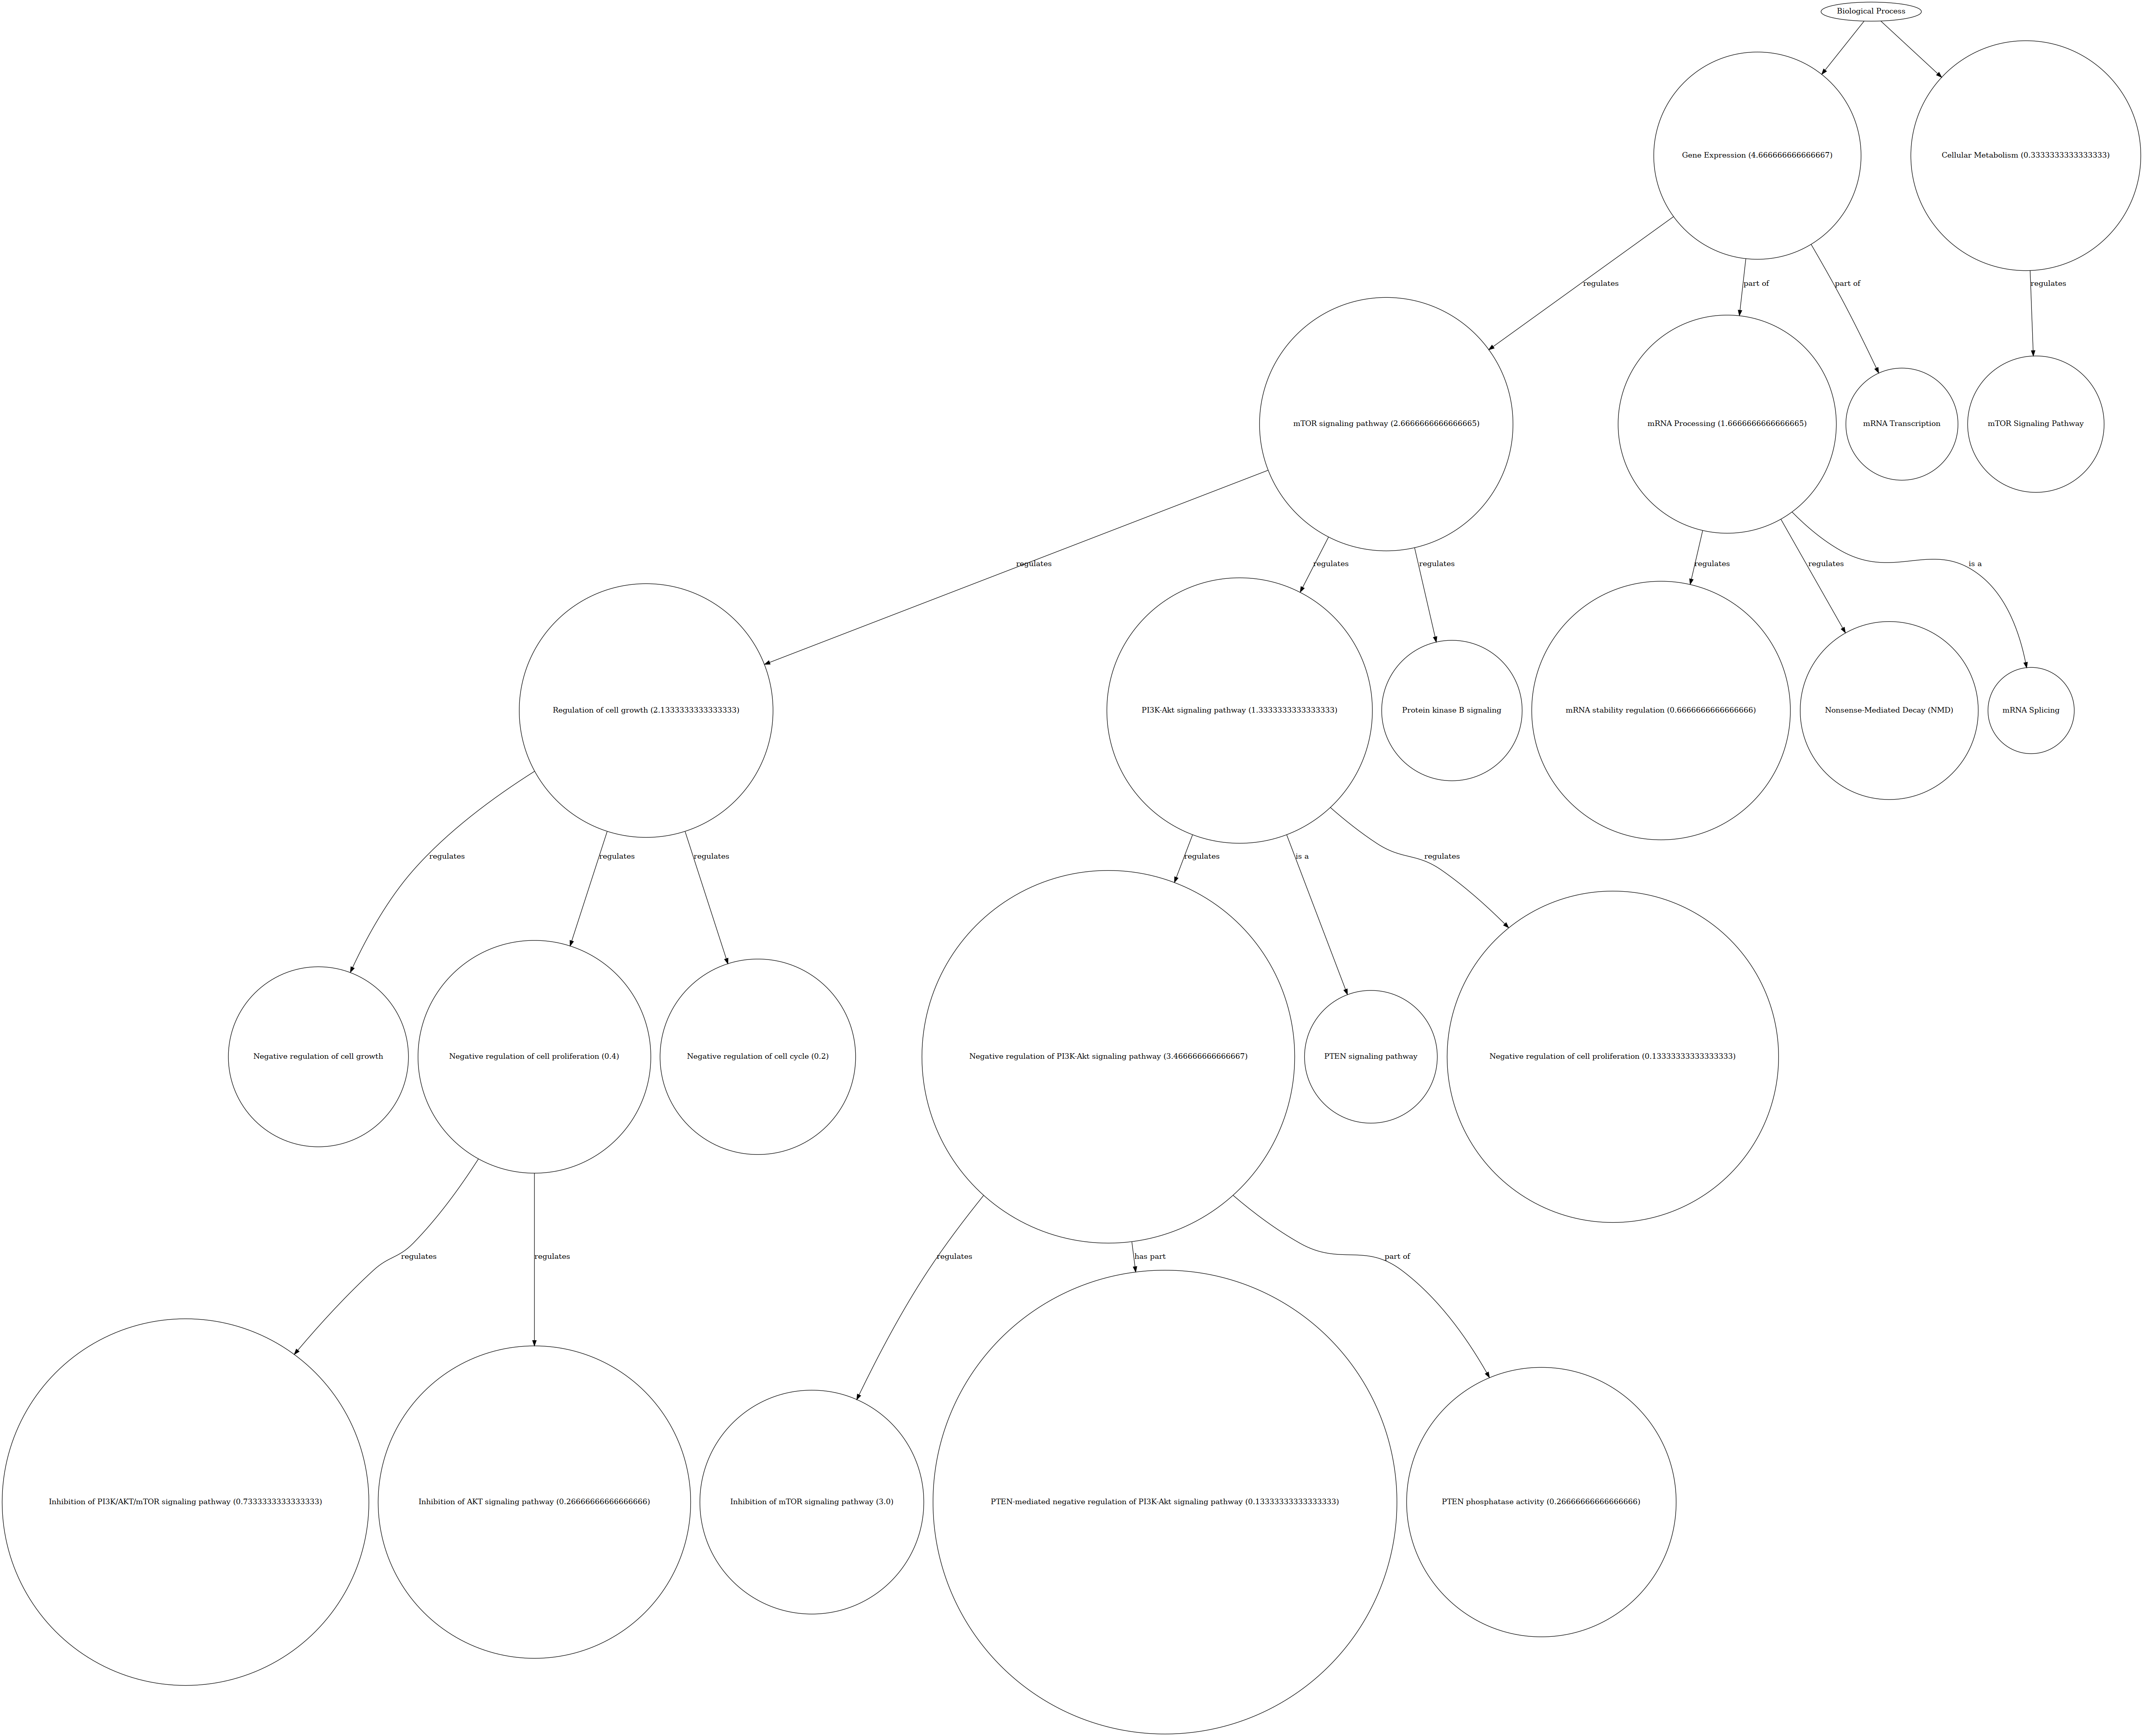 Biological Process
Gene Expression (4.666666666666667)
Cellular Metabolism (0.3333333333333333)
regulates
part of
part of
regulates
mTOR signaling pathway (2.6666666666666665)
mRNA Processing (1.6666666666666665)
mRNA Transcription
mTOR Signaling Pathway
regulates
regulates
regulates
regulates
regulates
is a
Regulation of cell growth (2.1333333333333333)
PI3K-Akt signaling pathway (1.3333333333333333)
Protein kinase B signaling
mRNA stability regulation (0.6666666666666666)
Nonsense-Mediated Decay (NMD)
mRNA Splicing
regulates
regulates
regulates
regulates
is a
regulates
Negative regulation of cell growth
Negative regulation of cell proliferation (0.4)
Negative regulation of cell cycle (0.2)
Negative regulation of PI3K-Akt signaling pathway (3.466666666666667)
PTEN signaling pathway
Negative regulation of cell proliferation (0.13333333333333333)
regulates
regulates
regulates
has part
part of
Inhibition of PI3K/AKT/mTOR signaling pathway (0.7333333333333333)
Inhibition of AKT signaling pathway (0.26666666666666666)
Inhibition of mTOR signaling pathway (3.0)
PTEN-mediated negative regulation of PI3K-Akt signaling pathway (0.13333333333333333)
PTEN phosphatase activity (0.26666666666666666)